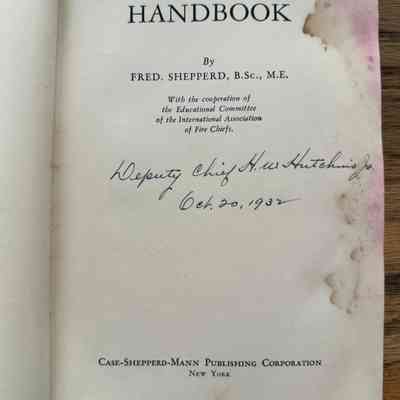 HANDBOOK
By
FRED. SHEPPERD, B.Sc., M.E.
With the cooperation of
the Educational Committee
of the International Association
of Fire Chiefs.
Deputy Chief H.W. Hutchins Jr.
Oct. 20, 1932
CASE-SHEPPERD-MANN PUBLISHING CORPORATION
NEW YORK